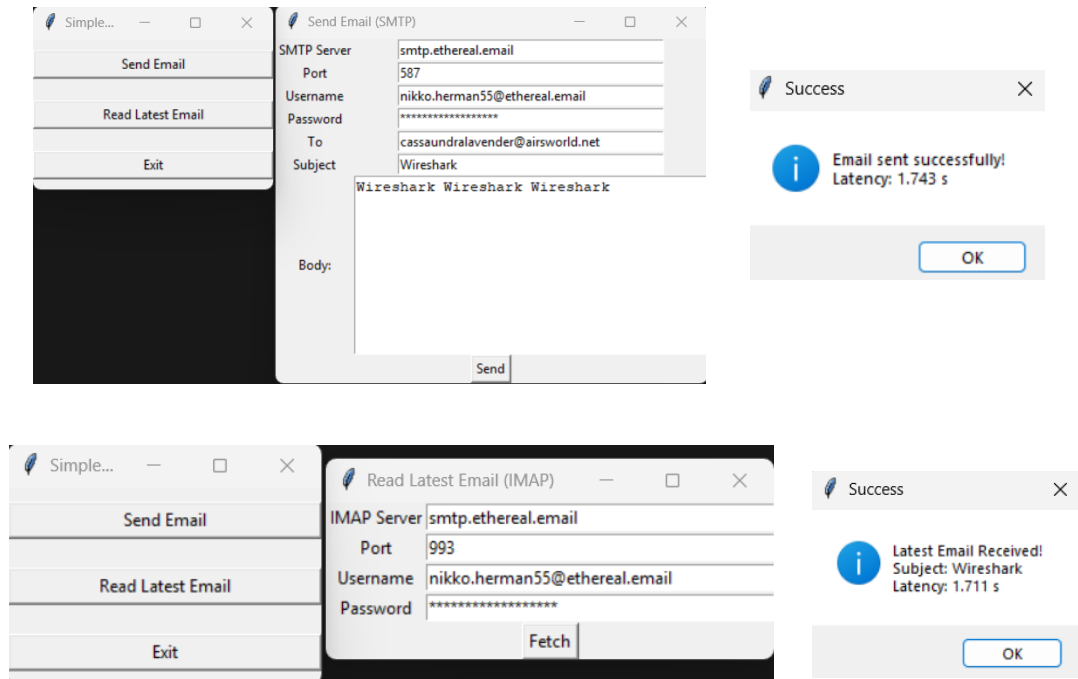 Simple...
Send Email
Read Latest Email
Exit
Send Email (SMTP)
SMTP Server smtp.ethereal.email
Port 587
Username nikko.herman55@ethereal.email
Password ******************
To cassaundralavender@airsworld.net
Subject Wireshark
Body: Wireshark Wireshark Wireshark
Send
Success
Email sent successfully!
Latency: 1.743 s
OK
Simple...
Send Email
Read Latest Email
Exit
Read Latest Email (IMAP)
IMAP Server smtp.ethereal.email
Port 993
Username nikko.herman55@ethereal.email
Password ******************
Fetch
Success
Latest Email Received!
Subject: Wireshark
Latency: 1.711 s
OK